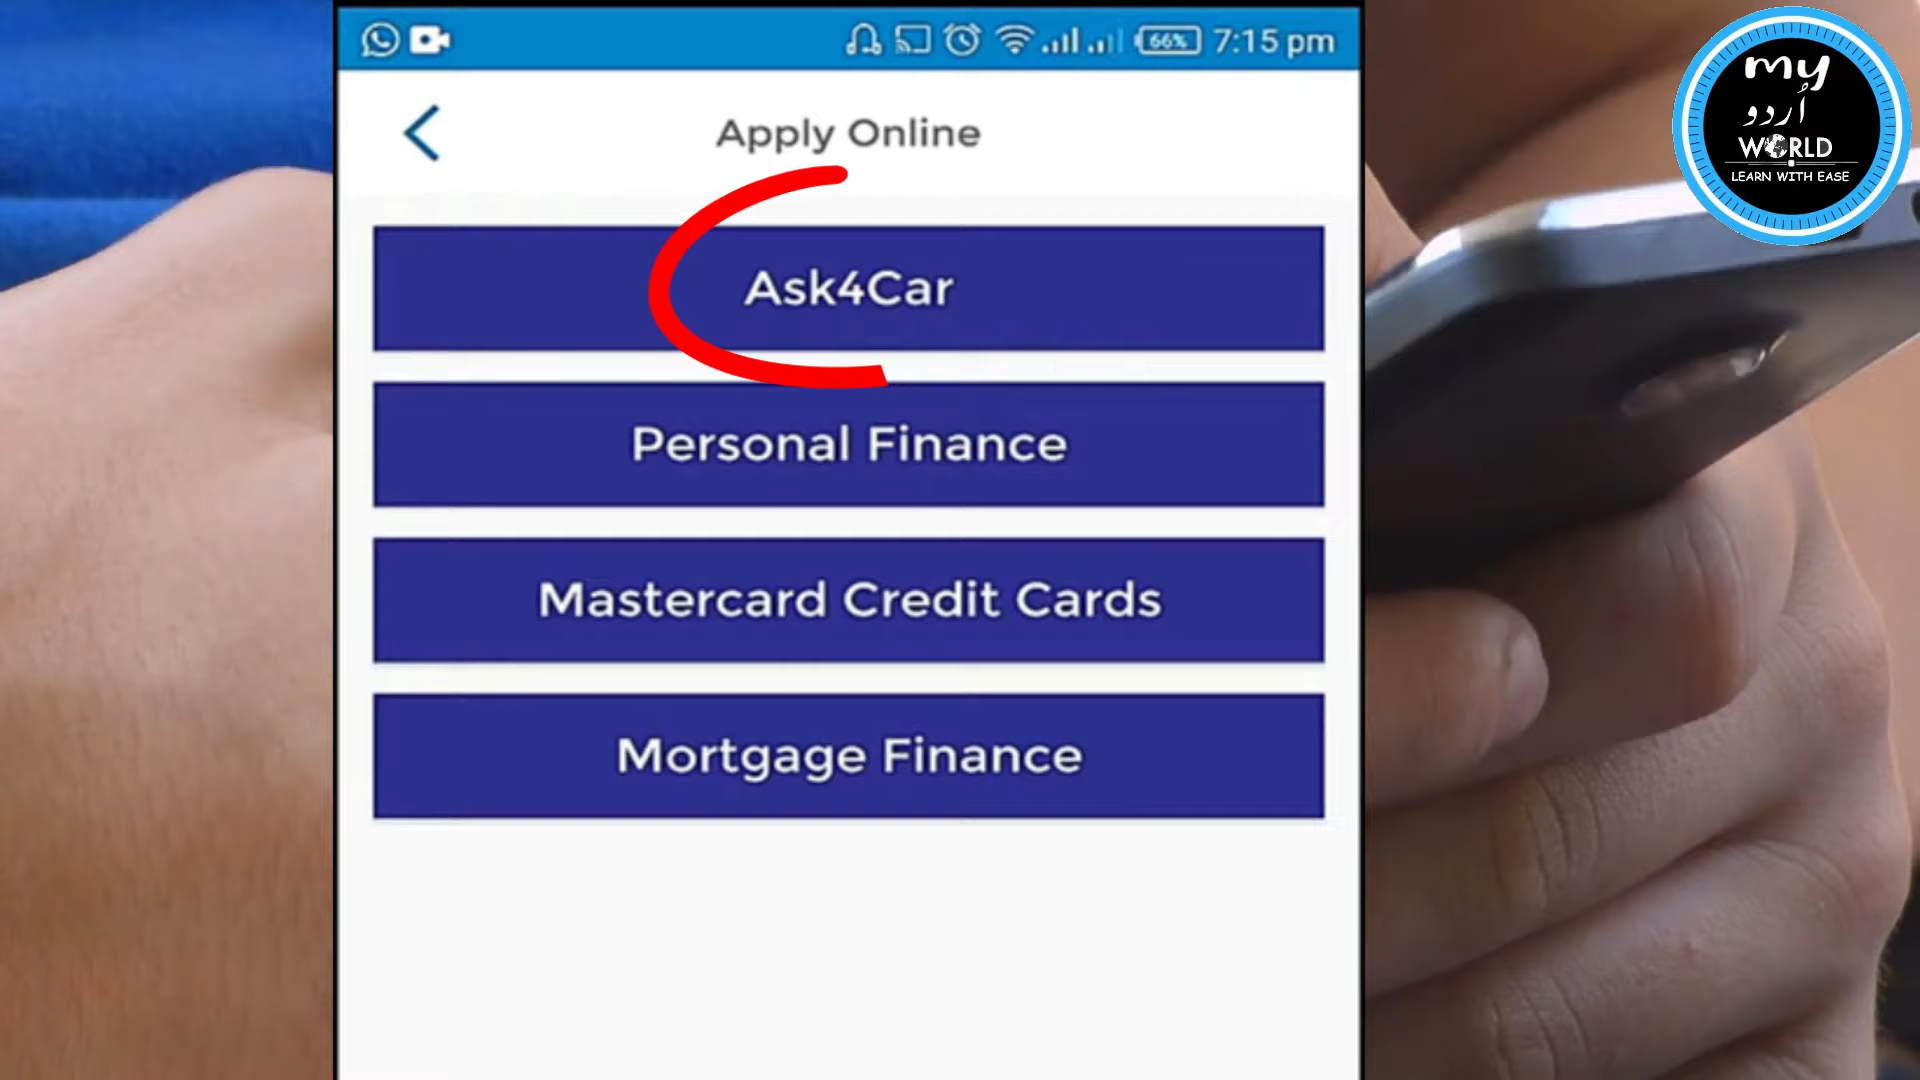 66%
7:15 pm
Apply Online
Ask4Car
Personal Finance
Mastercard Credit Cards
Mortgage Finance
my
اُردو
WORLD
LEARN WITH EASE